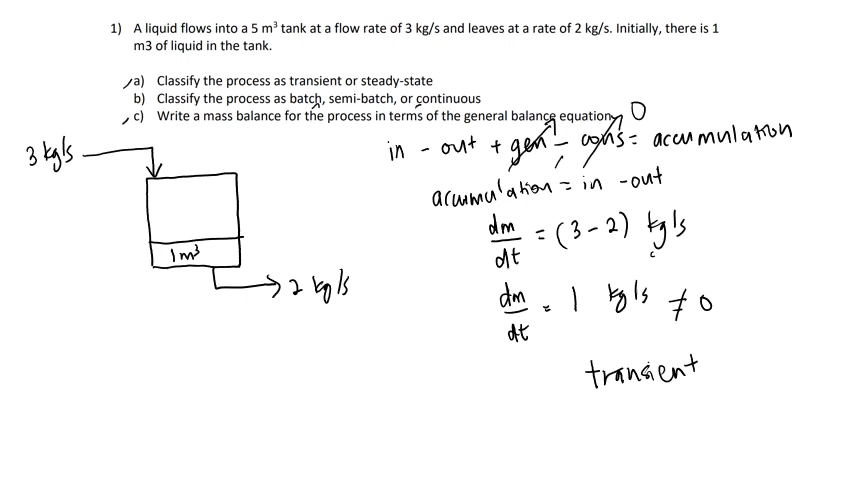 1) A liquid flows into a 5 m³ tank at a flow rate of 3 kg/s and leaves at a rate of 2 kg/s. Initially, there is 1
m3 of liquid in the tank.
a) Classify the process as transient or steady-state
b) Classify the process as batch, semi-batch, or continuous
c) Write a mass balance for the process in terms of the general balance equation
0
in - out + gen - cons = accumulation
3 kg/s
acumulation = in - out
dm/dt = (3-2) kg/s
1m³
2 kg/s
dm/dt = 1 kg/s ≠ 0
transient